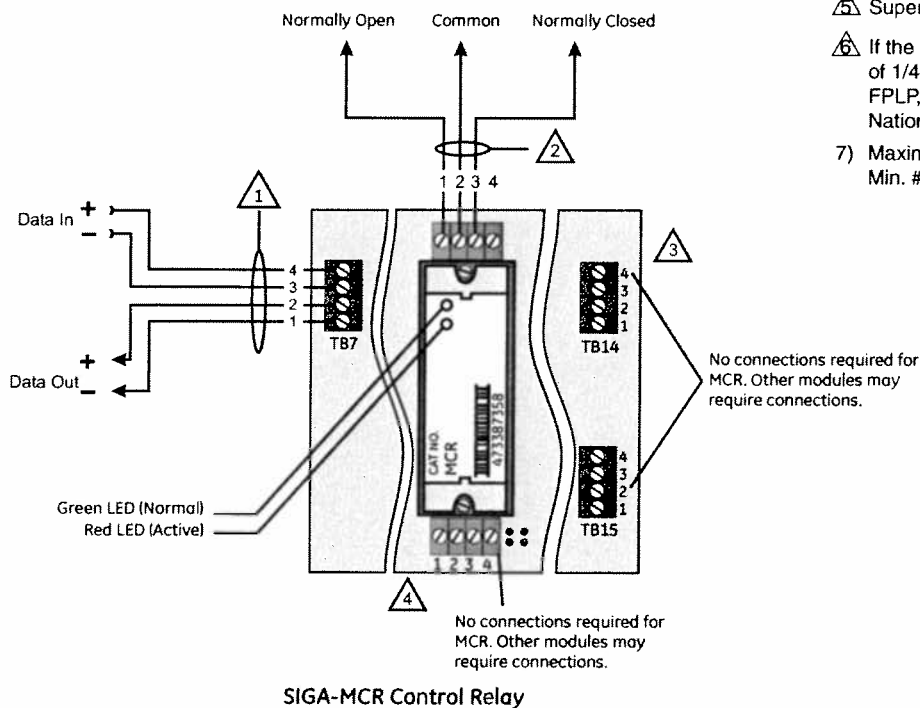 Normally Open
Common
Normally Closed
5 Super
6 If the
of 1/4
FPLP,
Nation
7) Maxin
Min. #
2
1 2 3 4
1
Data In + −
4
3
2
1
TB7
Data Out + −
3
4
3
2
1
TB14
No connections required for
MCR. Other modules may
require connections.
CAT NO.
MCR
473387358
4
3
2
1
TB15
Green LED (Normal)
Red LED (Active)
1 2 3 4
4
No connections required for
MCR. Other modules may
require connections.
SIGA-MCR Control Relay